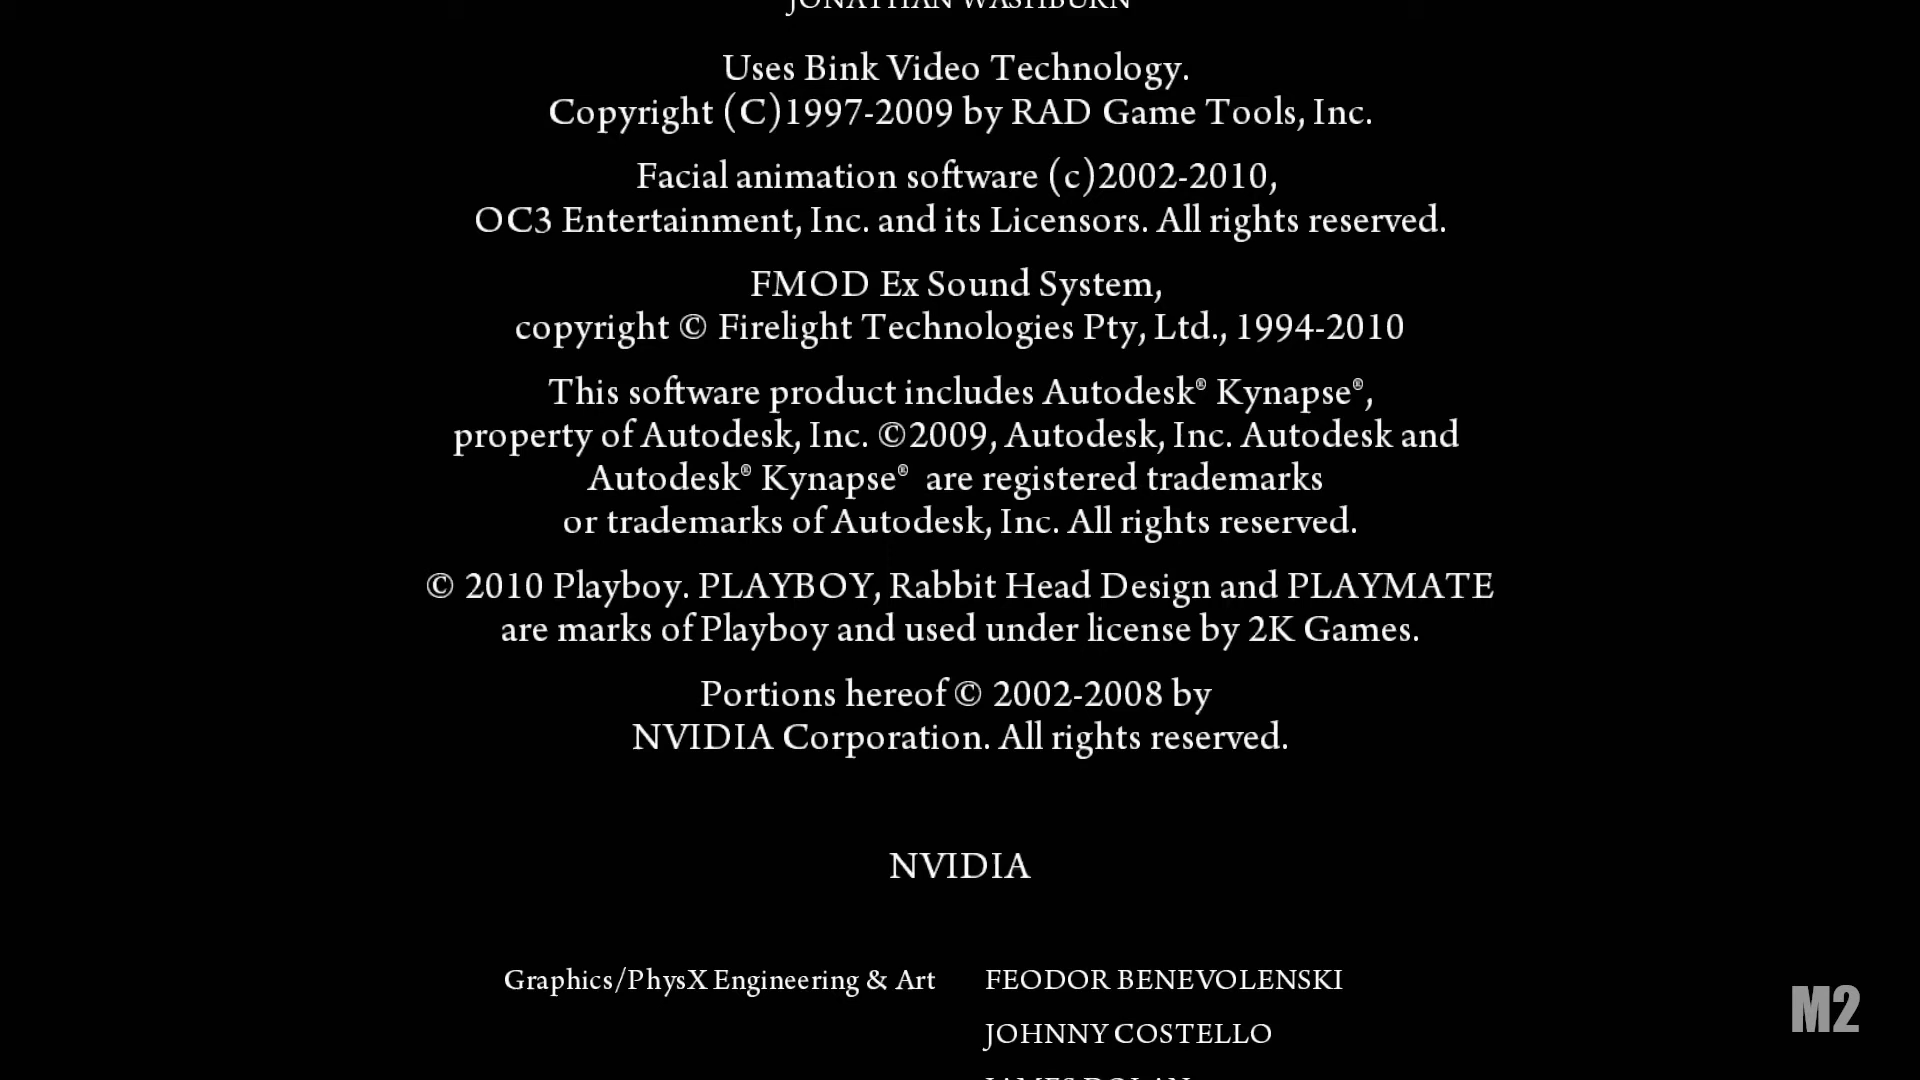 JONATHAN WASHBURN
Uses Bink Video Technology.
Copyright (C)1997-2009 by RAD Game Tools, Inc.
Facial animation software (c)2002-2010,
OC3 Entertainment, Inc. and its Licensors. All rights reserved.
FMOD Ex Sound System,
copyright © Firelight Technologies Pty, Ltd., 1994-2010
This software product includes Autodesk® Kynapse®,
property of Autodesk, Inc. ©2009, Autodesk, Inc. Autodesk and
Autodesk® Kynapse® are registered trademarks
or trademarks of Autodesk, Inc. All rights reserved.
© 2010 Playboy. PLAYBOY, Rabbit Head Design and PLAYMATE
are marks of Playboy and used under license by 2K Games.
Portions hereof © 2002-2008 by
NVIDIA Corporation. All rights reserved.
NVIDIA
Graphics/PhysX Engineering & Art FEODOR BENEVOLENSKI
JOHNNY COSTELLO
M2